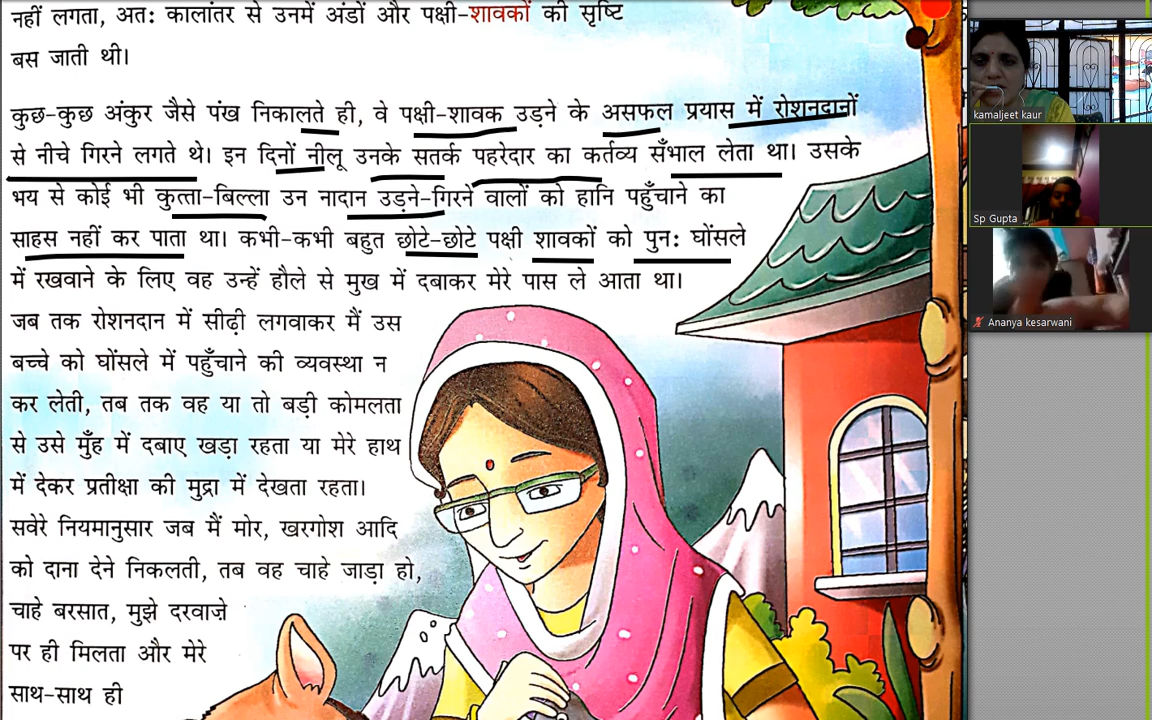 नहीं लगता, अतः कालांतर से उनमें अंडों और पक्षी-शावकों की सृष्टि
बस जाती थी।
कुछ-कुछ अंकुर जैसे पंख निकालते ही, वे पक्षी-शावक उड़ने के असफल प्रयास में रोशनदानों
से नीचे गिरने लगते थे। इन दिनों नीलू उनके सतर्क पहरेदार का कर्तव्य सँभाल लेता था। उसके
भय से कोई भी कुत्ता-बिल्ला उन नादान उड़ने-गिरने वालों को हानि पहुँचाने का
साहस नहीं कर पाता था। कभी-कभी बहुत छोटे-छोटे पक्षी शावकों को पुनः घोंसले
में रखवाने के लिए वह उन्हें हौले से मुख में दबाकर मेरे पास ले आता था।
जब तक रोशनदान में सीढ़ी लगवाकर मैं उस
बच्चे को घोंसले में पहुँचाने की व्यवस्था न
कर लेती, तब तक वह या तो बड़ी कोमलता
से उसे मुँह में दबाए खड़ा रहता या मेरे हाथ
में देकर प्रतीक्षा की मुद्रा में देखता रहता।
सवेरे नियमानुसार जब मैं मोर, खरगोश आदि
को दाना देने निकलती, तब वह चाहे जाड़ा हो,
चाहे बरसात, मुझे दरवाज़े
पर ही मिलता और मेरे
साथ-साथ ही
kamaljeet kaur
Sp Gupta
Ananya kesarwani